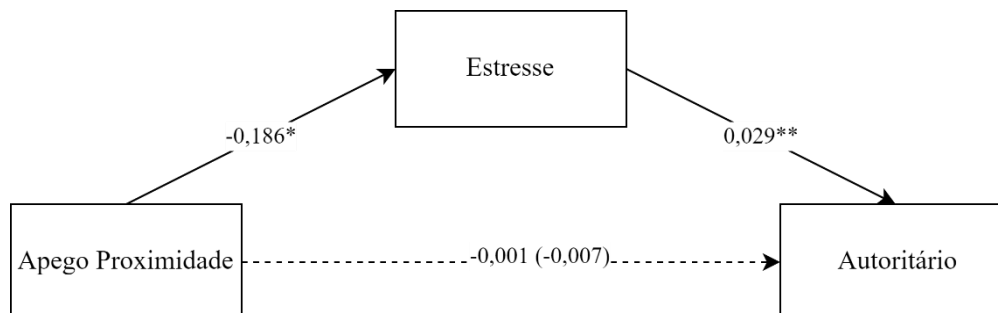 Estresse
-0,186*
0,029**
Apego Proximidade
-0,001 (-0,007)
Autoritário